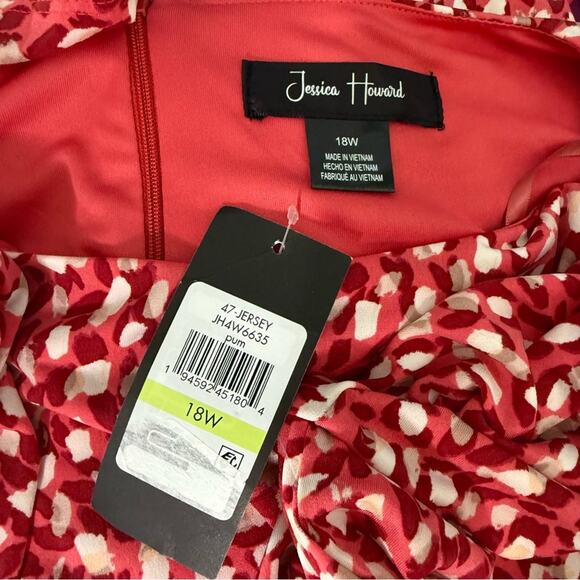 Jessica Howard
18W
MADE IN VIETNAM
HECHO EN VIETNAM
FABRIQUÉ AU VIETNAM
47-JERSEY
JH4W6635
pum
1 94592 45180 4
18W